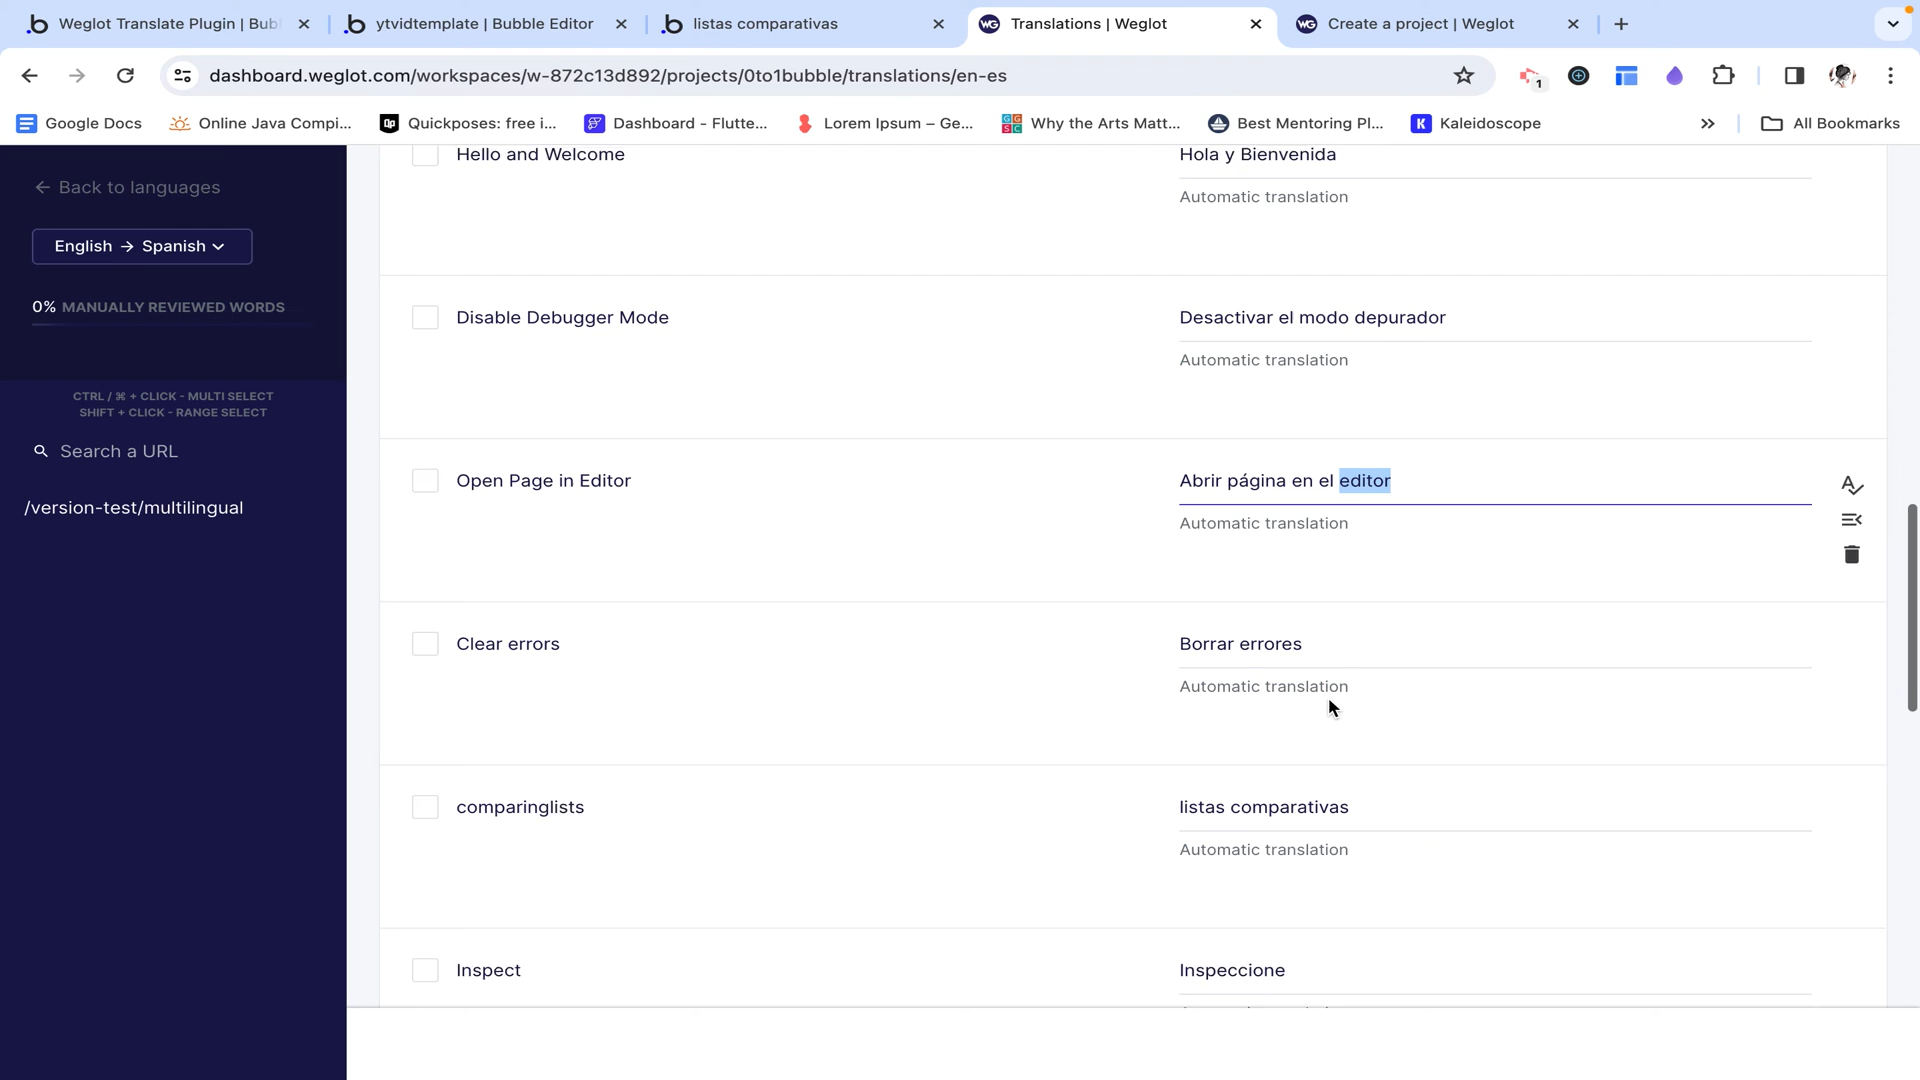 Weglot Translate Plugin | Bubl
ytvidtemplate | Bubble Editor
listas comparativas
Translations | Weglot
Create a project | Weglot
dashboard.weglot.com/workspaces/w-872c13d892/projects/0to1bubble/translations/en-es
1
Google Docs
Online Java Compi...
Quickposes: free i...
Dashboard - Flutte...
Lorem Ipsum – Ge...
Why the Arts Matt...
Best Mentoring Pl...
Kaleidoscope
All Bookmarks
Back to languages
English → Spanish
0% MANUALLY REVIEWED WORDS
CTRL / ⌘ + CLICK - MULTI SELECT
SHIFT + CLICK - RANGE SELECT
Search a URL
/version-test/multilingual
Hello and Welcome
Hola y Bienvenida
Automatic translation
Disable Debugger Mode
Desactivar el modo depurador
Automatic translation
Open Page in Editor
Abrir página en el editor
Automatic translation
Clear errors
Borrar errores
Automatic translation
comparinglists
listas comparativas
Automatic translation
Inspect
Inspeccione